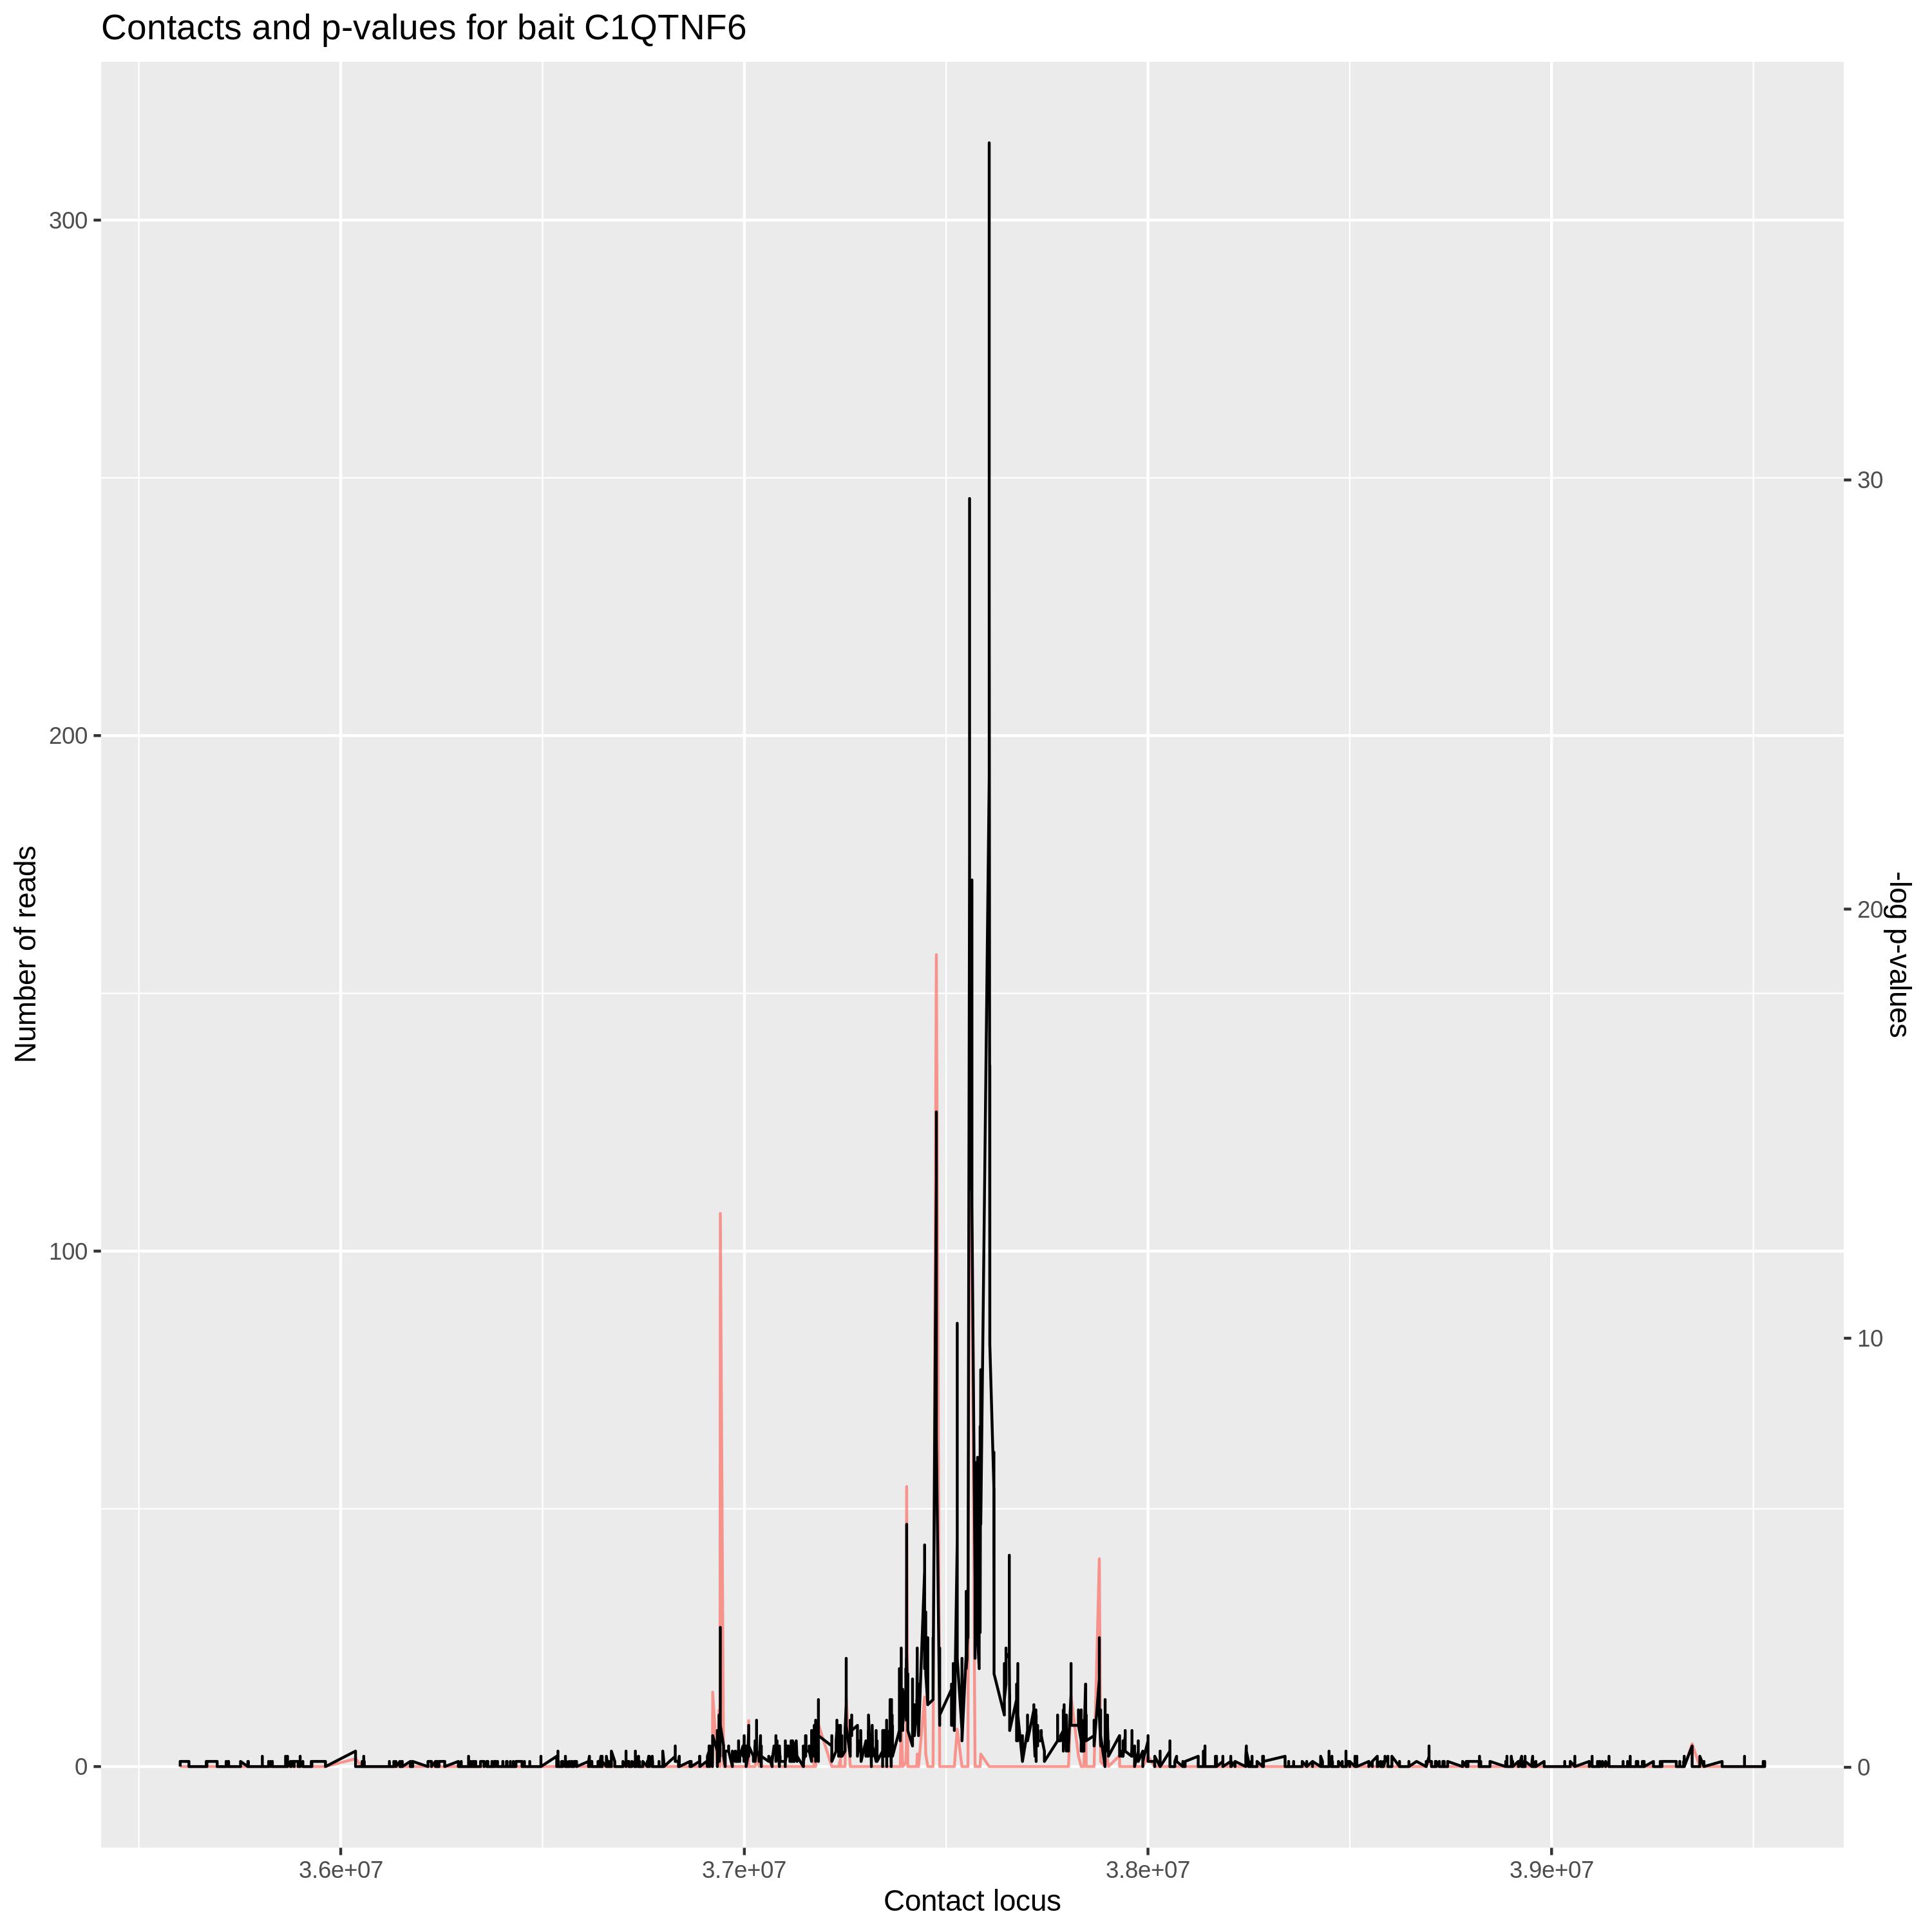 Contacts and p-values for bait C1QTNF6
300
200
100
0
Number of reads
30
20
10
0
-log p-values
3.6e+07
3.7e+07
3.8e+07
3.9e+07
Contact locus